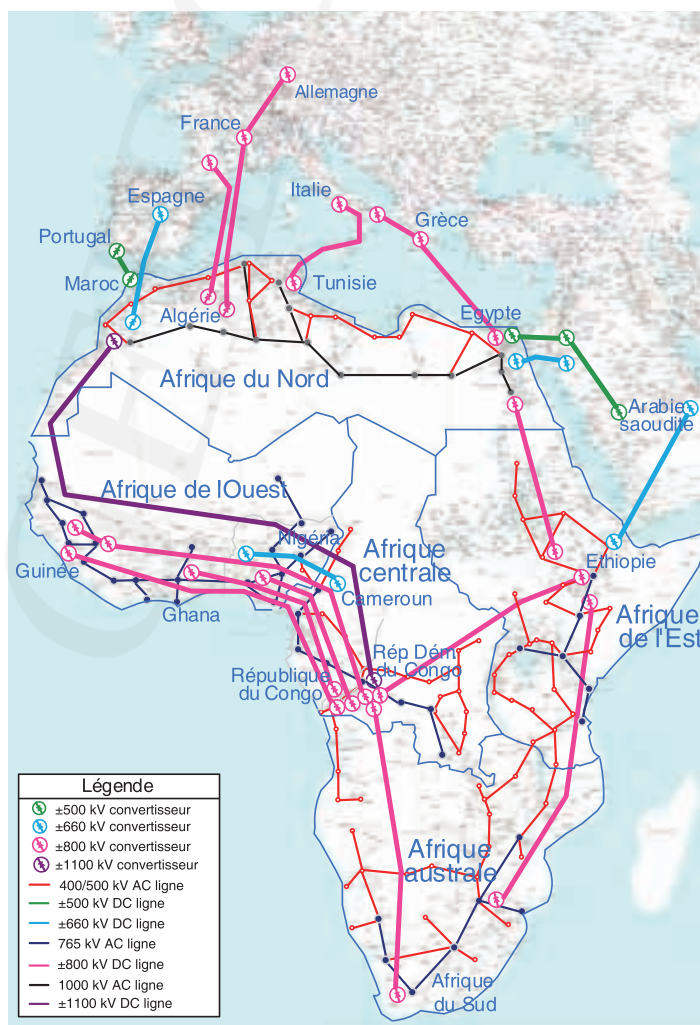 Allemagne
France
Espagne
Italie
Grèce
Portugal
Maroc
Tunisie
Algérie
Egypte
Afrique du Nord
Arabie
saoudite
Afrique de lOuest
Nigéria
Afrique
centrale
Ethiopie
Guinée
Cameroun
Ghana
Afrique
de l'Est
Rép Dém.
du Congo
République
du Congo
Afrique
australe
Afrique
du Sud
Légende
±500 kV convertisseur
±660 kV convertisseur
±800 kV convertisseur
±1100 kV convertisseur
400/500 kV AC ligne
±500 kV DC ligne
±660 kV DC ligne
765 kV AC ligne
±800 kV DC ligne
1000 kV AC ligne
±1100 kV DC ligne